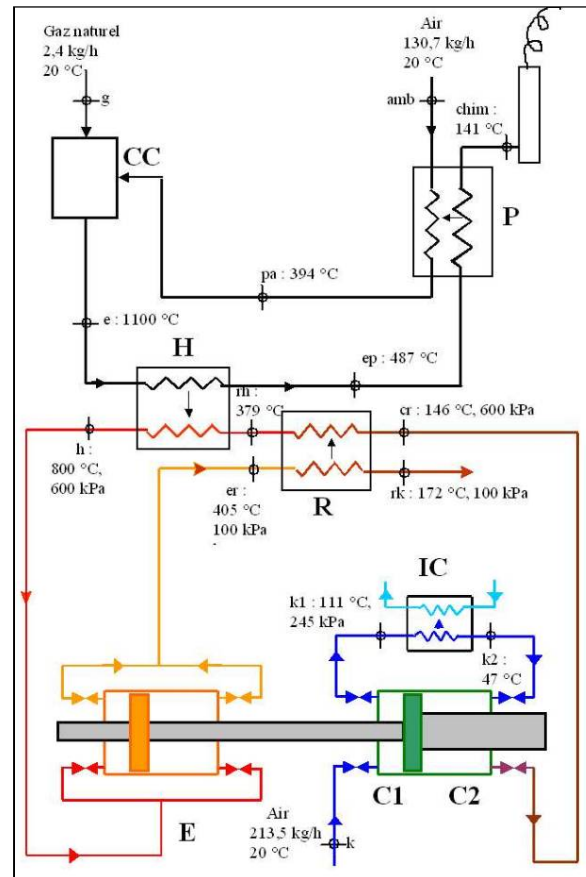 Gaz naturel
2,4 kg/h
20 °C
g
CC
Air
130,7 kg/h
20 °C
amb
chim :
141 °C
P
pa : 394 °C
e : 1100 °C
H
ep : 487 °C
rh :
379 °C
cr : 146 °C, 600 kPa
h :
800 °C,
600 kPa
er :
405 °C
100 kPa
R
rk : 172 °C, 100 kPa
IC
k1 : 111 °C,
245 kPa
k2 :
47 °C
E
C1
C2
Air
213,5 kg/h
20 °C
k